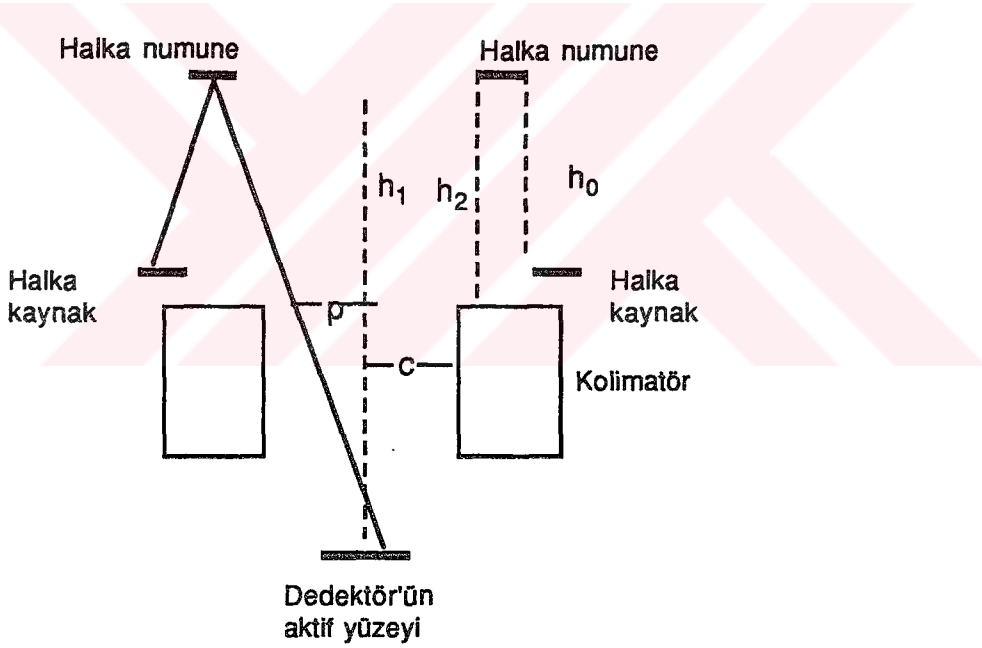 Halka numune
Halka numune
h1
h2
h0
Halka
kaynak
Halka
kaynak
p
c
Kolimatör
Dedektör'ün
aktif yüzeyi